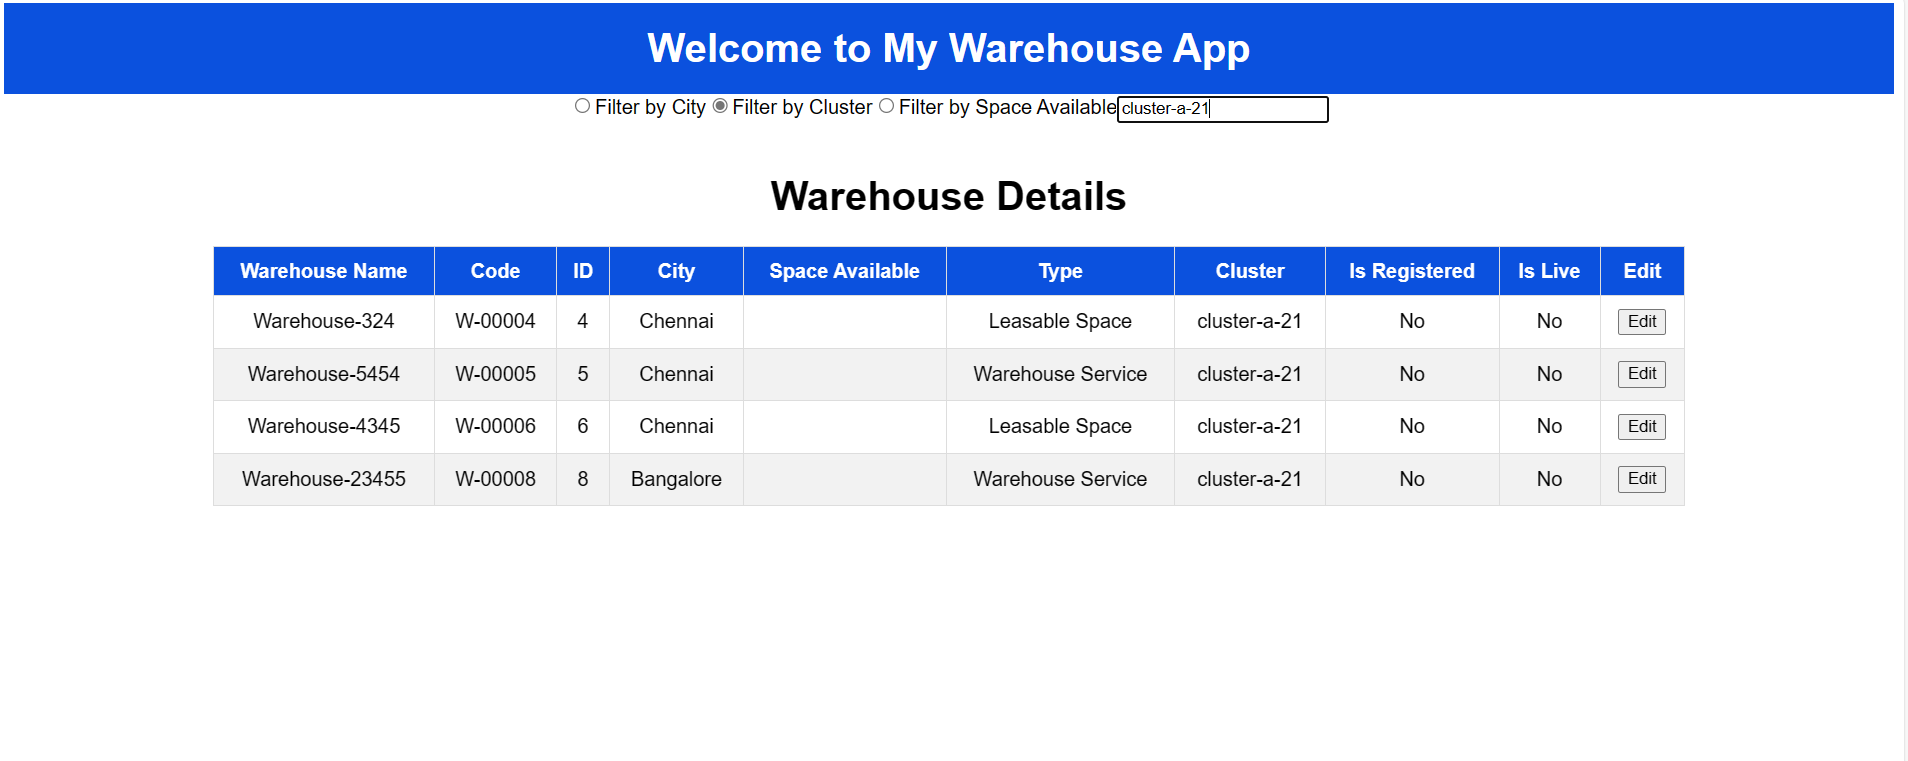 Welcome to My Warehouse App
Filter by City Filter by Cluster Filter by Space Available cluster-a-21
Warehouse Details
Warehouse Name Code ID City Space Available Type Cluster Is Registered Is Live Edit
Warehouse-324 W-00004 4 Chennai Leasable Space cluster-a-21 No No Edit
Warehouse-5454 W-00005 5 Chennai Warehouse Service cluster-a-21 No No Edit
Warehouse-4345 W-00006 6 Chennai Leasable Space cluster-a-21 No No Edit
Warehouse-23455 W-00008 8 Bangalore Warehouse Service cluster-a-21 No No Edit